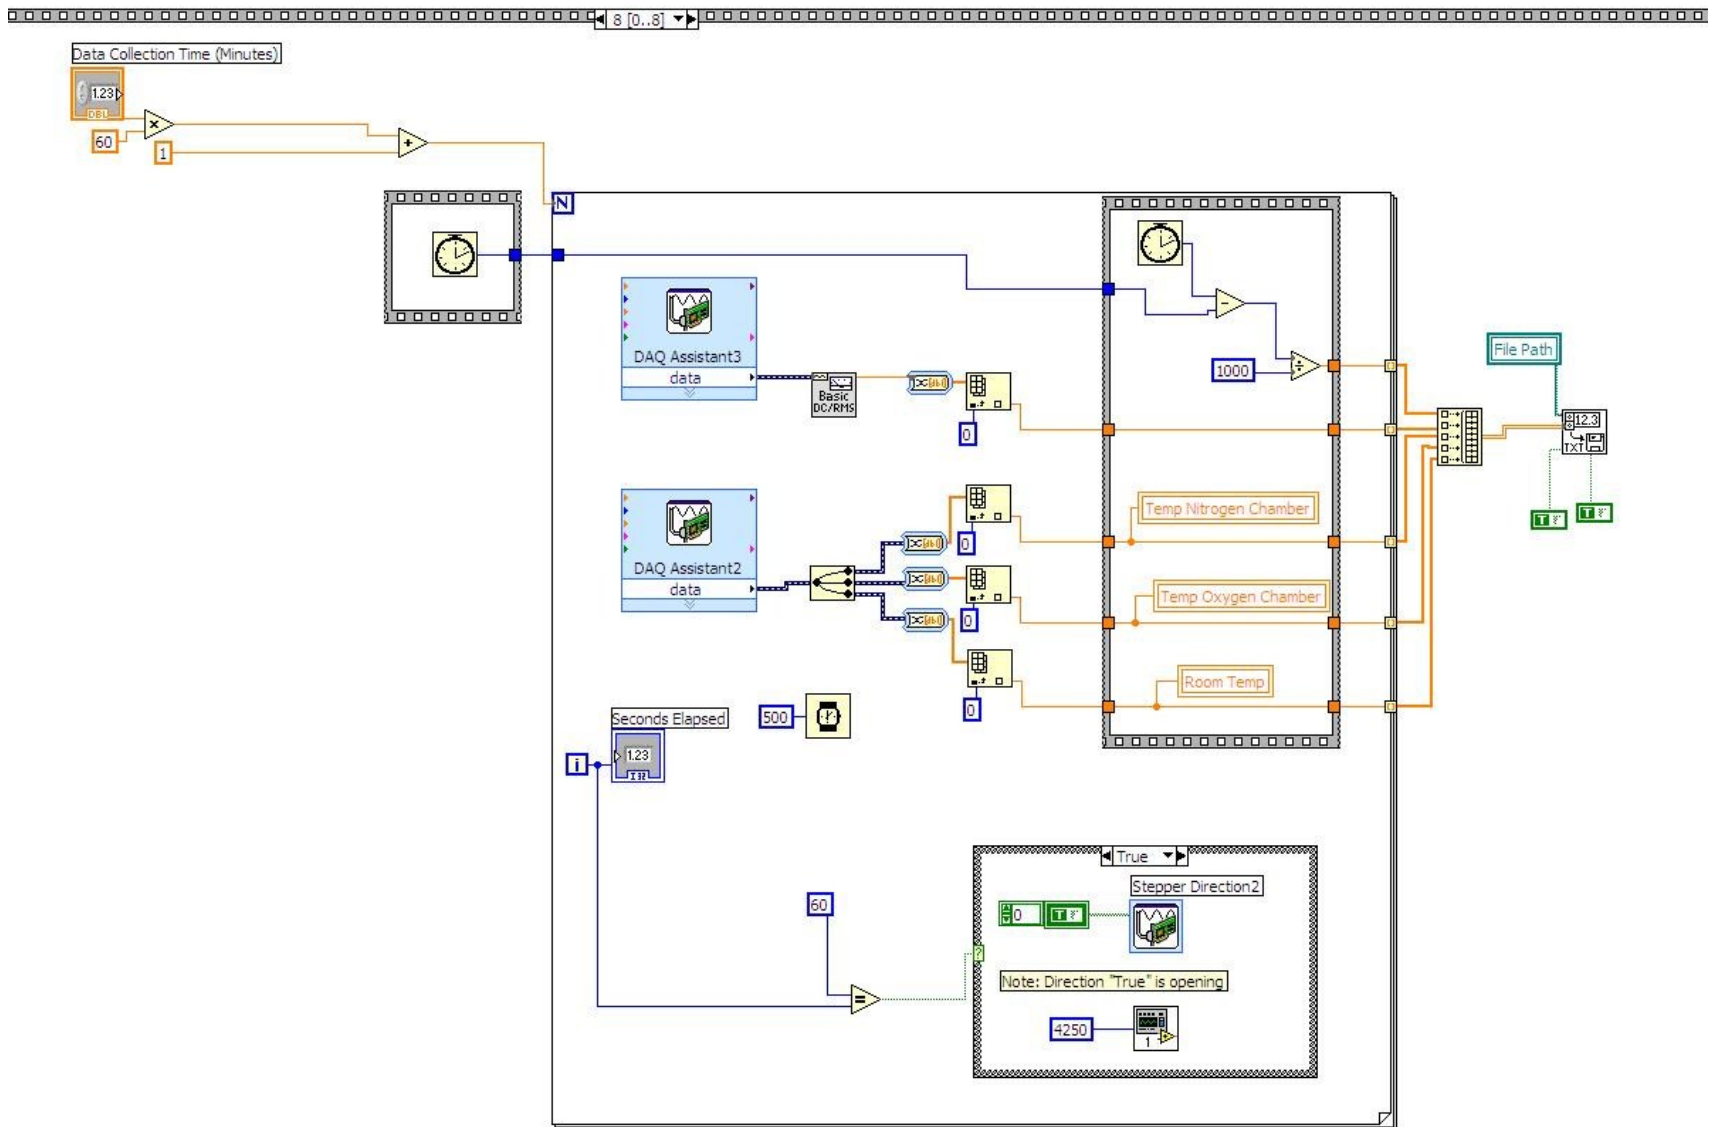 8 [0..8]
Data Collection Time (Minutes)
1.23
DBL
60
1
N
DAQ Assistant3
data
Basic
DC/RMS
0
1000
File Path
12.3
TXT
T
T
DAQ Assistant2
data
0
0
0
Temp Nitrogen Chamber
Temp Oxygen Chamber
Room Temp
Seconds Elapsed
1.23
I32
500
i
True
Stepper Direction2
0
T
?
Note: Direction "True" is opening
4250
1
60